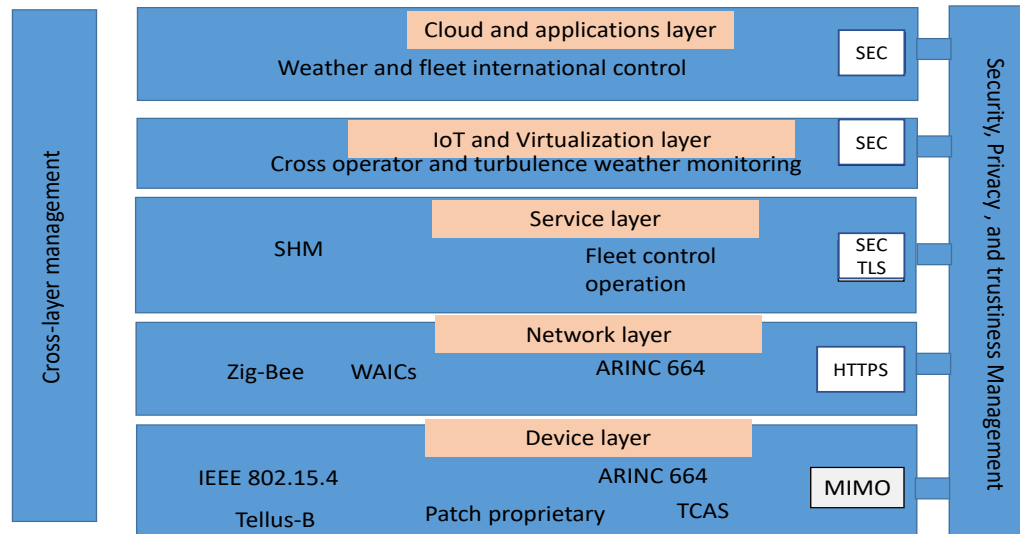 Cross-layer management
Cloud and applications layer
Weather and fleet international control
SEC
IoT and Virtualization layer
Cross operator and turbulence weather monitoring
SEC
Service layer
SHM
Fleet control
operation
SEC
TLS
Network layer
Zig-Bee
WAICs
ARINC 664
HTTPS
Device layer
IEEE 802.15.4
ARINC 664
Tellus-B
Patch proprietary
TCAS
MIMO
Security, Privacy , and trustiness Management